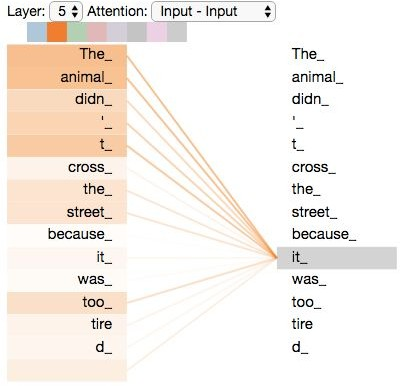 Layer: 5 Attention: Input - Input
The_ The_
animal_ animal_
didn_ didn_
'_ '_
t_ t_
cross_ cross_
the_ the_
street_ street_
because_ because_
it_ it_
was_ was_
too_ too_
tire tire
d_ d_